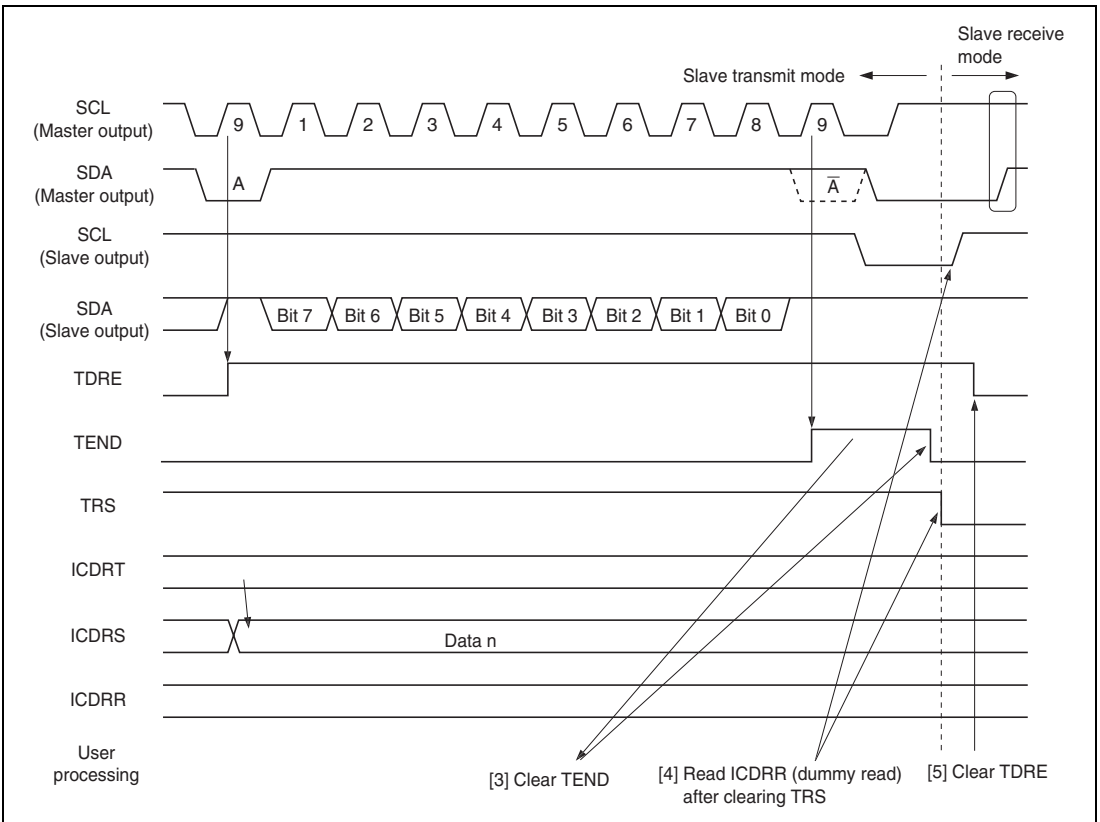 Slave receive
mode
Slave transmit mode
SCL
(Master output)
9 1 2 3 4 5 6 7 8 9
SDA
(Master output)
A A̅
SCL
(Slave output)
SDA
(Slave output)
Bit 7 Bit 6 Bit 5 Bit 4 Bit 3 Bit 2 Bit 1 Bit 0
TDRE
TEND
TRS
ICDRT
ICDRS
Data n
ICDRR
User
processing
[3] Clear TEND
[4] Read ICDRR (dummy read)
after clearing TRS
[5] Clear TDRE